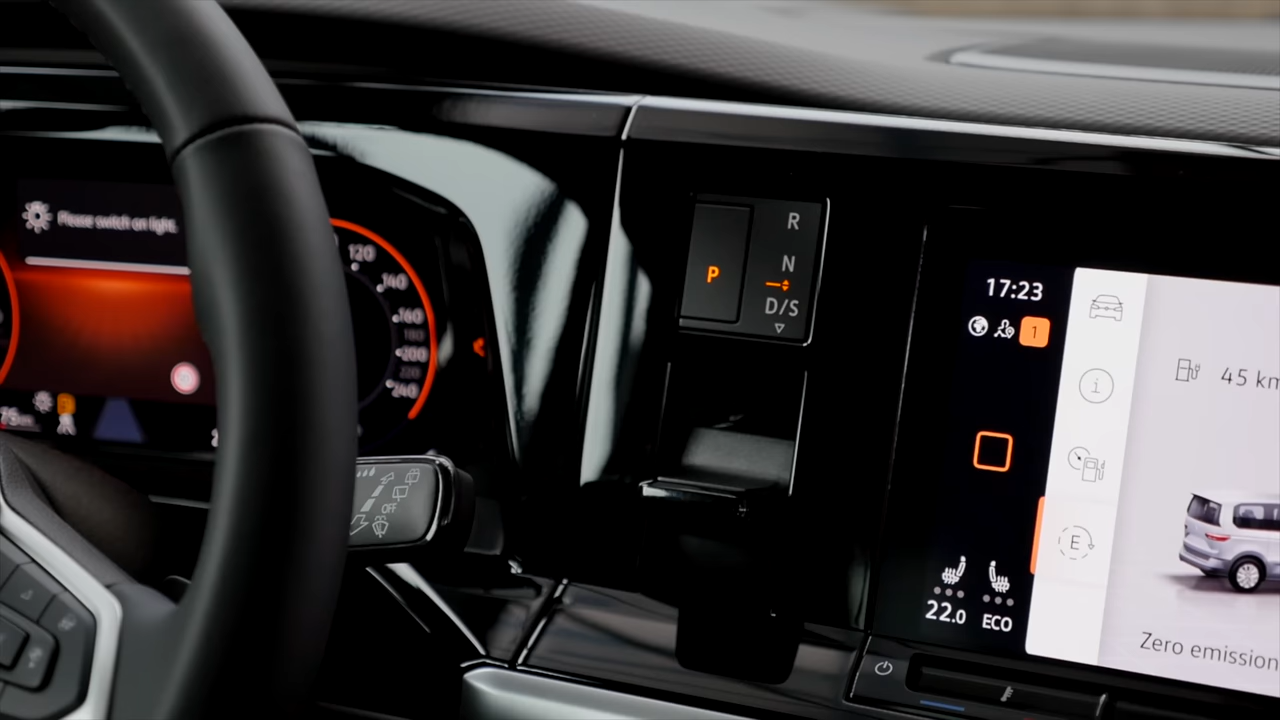 Please switch on light.
120
140
160
180
200
220
240
OFF
P
R
N
D/S
17:23
1
i
E
45 km
22.0
ECO
Zero emission